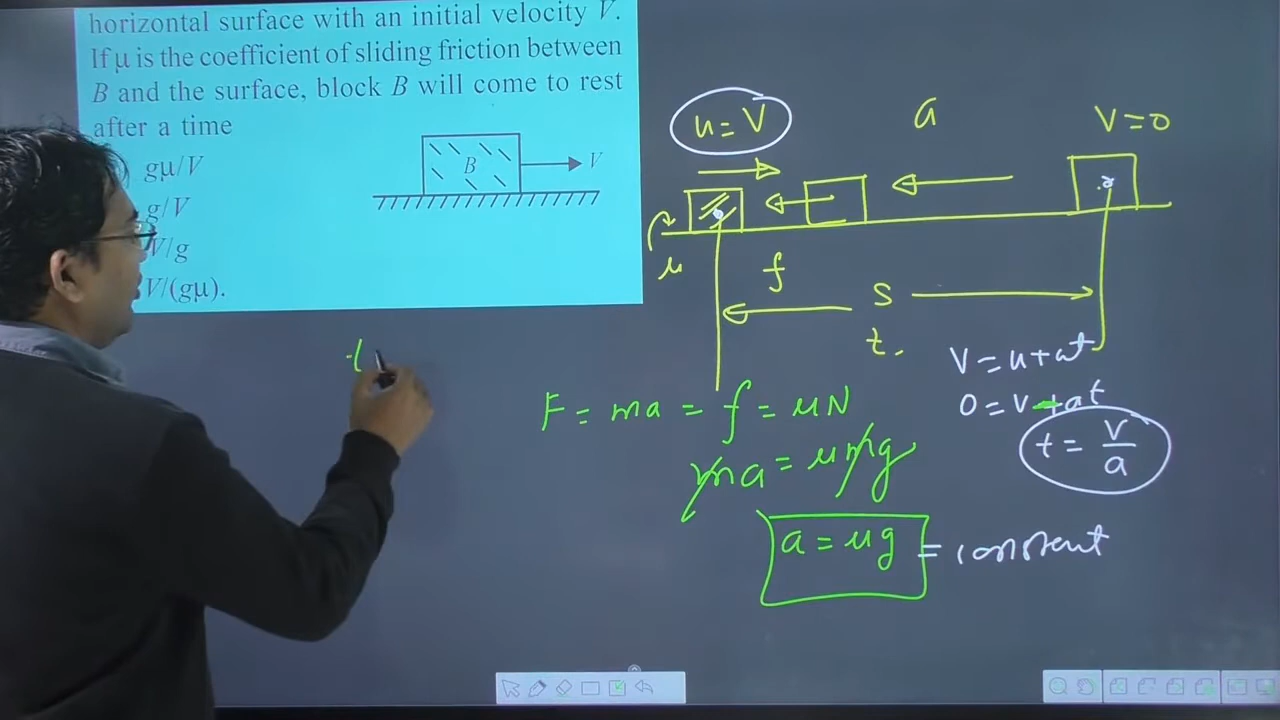 horizontal surface with an initial velocity V.
If μ is the coefficient of sliding friction between
B and the surface, block B will come to rest
after a time
gμ/V
g/V
V/g
V/(gμ).
B
V
u = V
a
V = 0
μ
f
S
t.
V = u + at
0 = V - at
t = V/a
F = ma = f = μN
ma = μmg
a = μg = constant
t